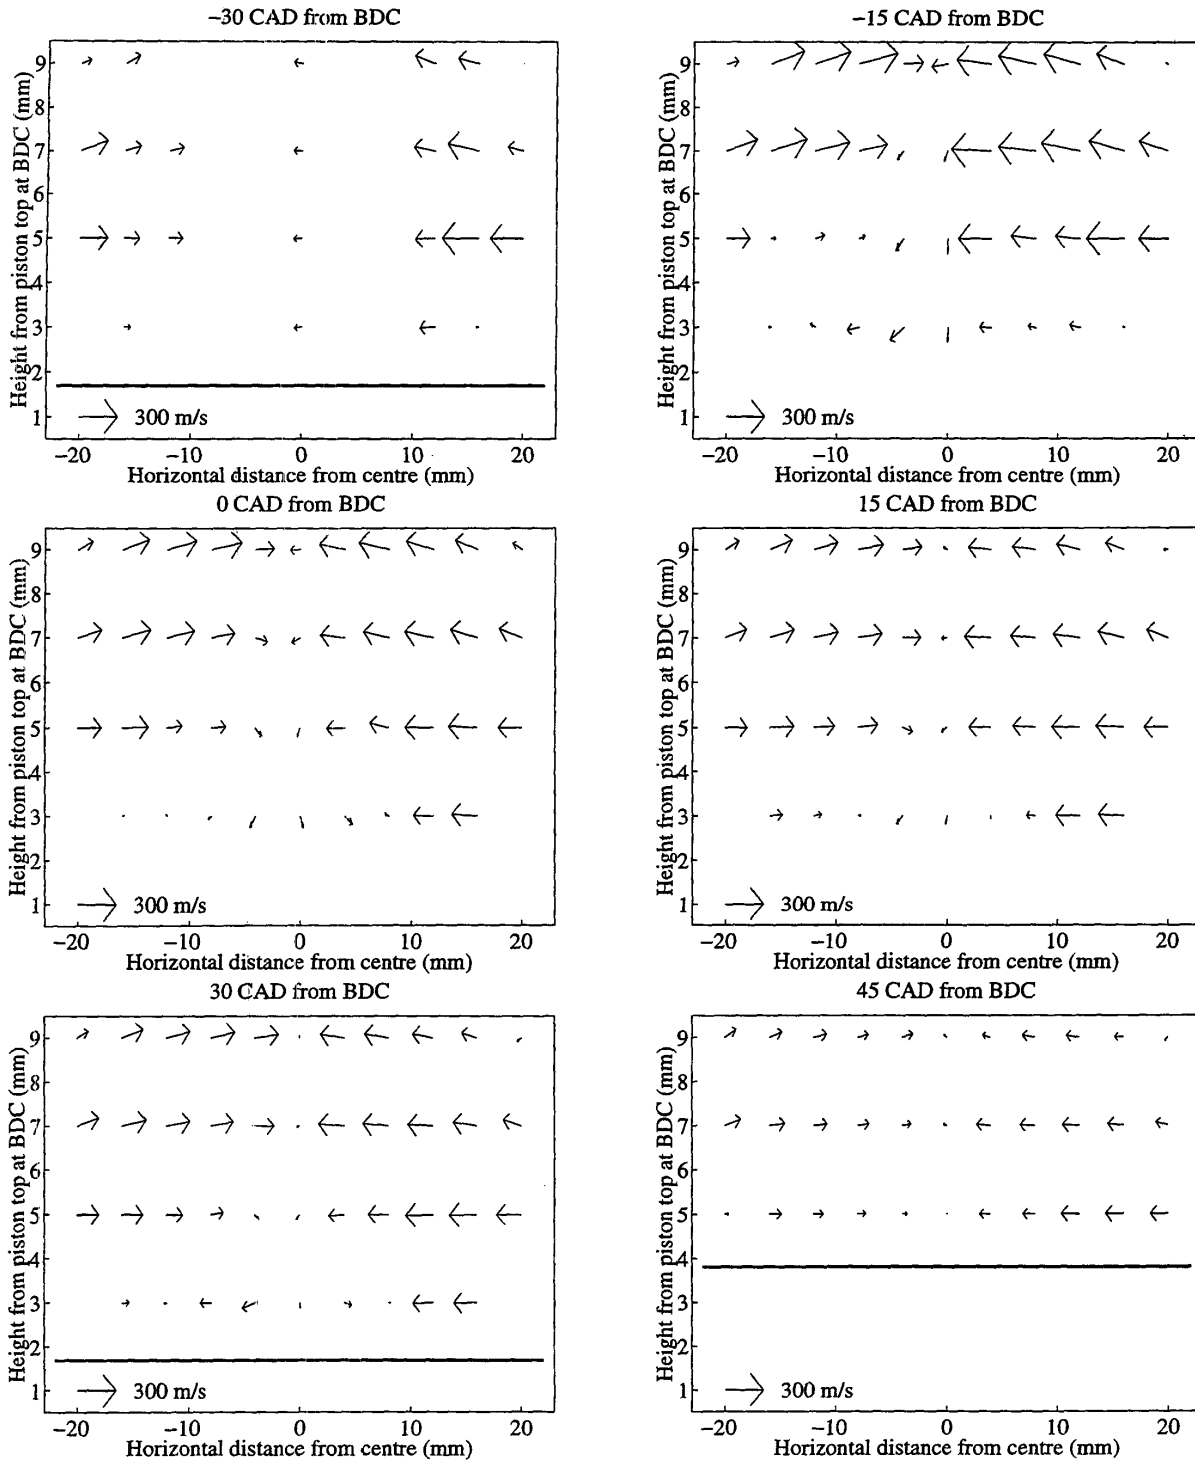 −30 CAD from BDC
Height from piston top at BDC (mm)
9
8
7
6
5
4
3
2
1
300 m/s
−20 −10 0 10 20
Horizontal distance from centre (mm)
−15 CAD from BDC
Height from piston top at BDC (mm)
9
8
7
6
5
4
3
2
1
300 m/s
−20 −10 0 10 20
Horizontal distance from centre (mm)
0 CAD from BDC
Height from piston top at BDC (mm)
9
8
7
6
5
4
3
2
1
300 m/s
−20 −10 0 10 20
Horizontal distance from centre (mm)
15 CAD from BDC
Height from piston top at BDC (mm)
9
8
7
6
5
4
3
2
1
300 m/s
−20 −10 0 10 20
Horizontal distance from centre (mm)
30 CAD from BDC
Height from piston top at BDC (mm)
9
8
7
6
5
4
3
2
1
300 m/s
−20 −10 0 10 20
Horizontal distance from centre (mm)
45 CAD from BDC
Height from piston top at BDC (mm)
9
8
7
6
5
4
3
2
1
300 m/s
−20 −10 0 10 20
Horizontal distance from centre (mm)